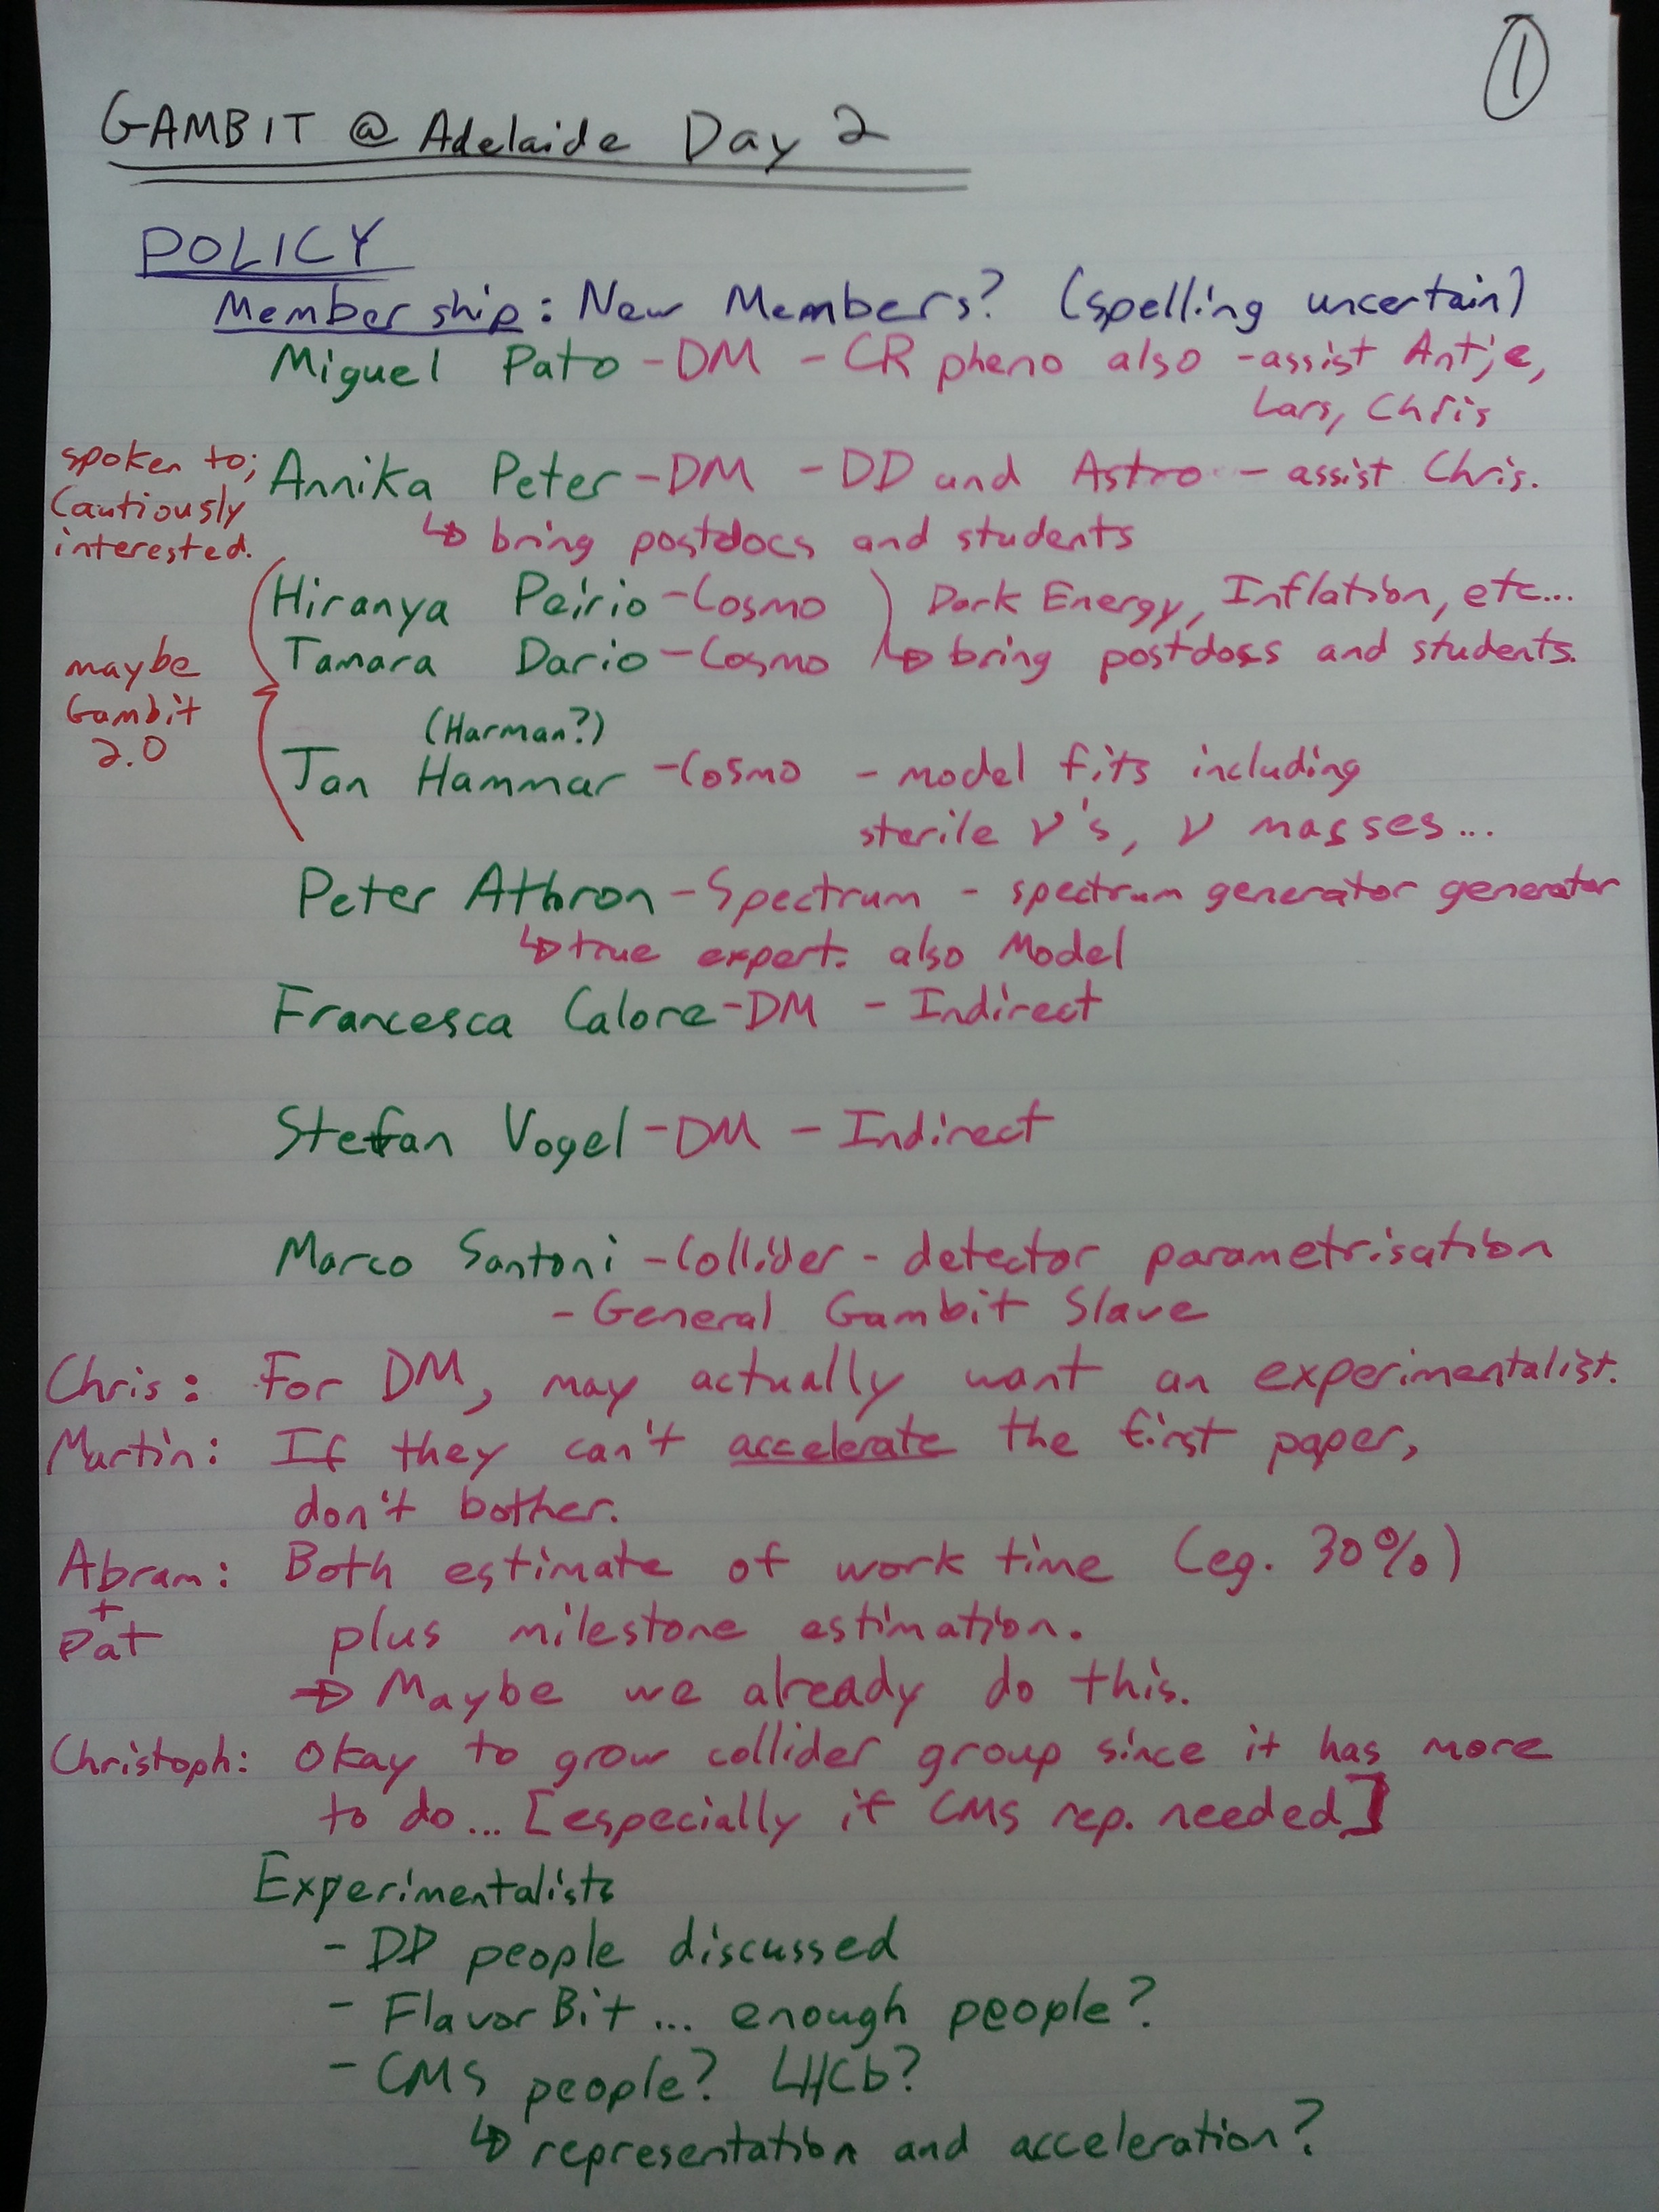 1
GAMBIT @ Adelaide Day 2
POLICY
Membership: New Members? (spelling uncertain)
Miguel Pato - DM - CR pheno also - assist Antje,
Lars, Chris
spoken to;
Cautiously
interested.
Annika Peter - DM - DD and Astro - assist Chris.
↳ bring postdocs and students
maybe
Gambit
2.0
Hiranya Peirio - Cosmo ) Dark Energy, Inflation, etc...
Tamara Dario - Cosmo ↳ bring postdocs and students.
(Harman?)
Jan Hammar - Cosmo - model fits including
sterile ν's, ν masses...
Peter Athron - Spectrum - spectrum generator generator
↳ true expert. also Model
Francesca Calore - DM - Indirect
Stefan Vogel - DM - Indirect
Marco Santoni - Collider - detector parametrisation
- General Gambit Slave
Chris: For DM, may actually want an experimentalist.
Martin: If they can't accelerate the first paper,
don't bother.
Abram: Both estimate of work time (eg. 30%)
+
Pat plus milestone estimation.
→ Maybe we already do this.
Christoph: Okay to grow collider group since it has more
to do... [especially if CMS rep. needed]
Experimentalists
- DD people discussed
- FlavorBit... enough people?
- CMS people? LHCb?
↳ representation and acceleration?